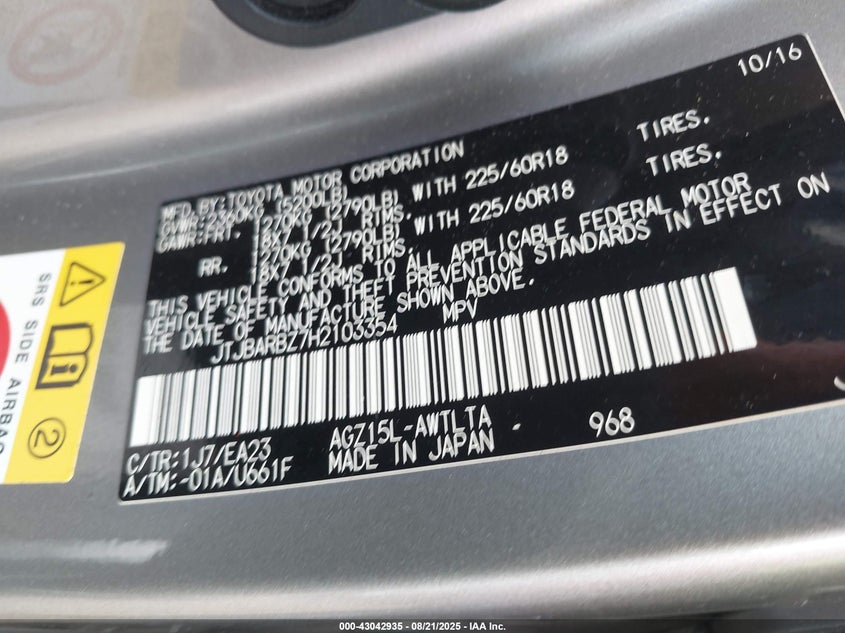 10/16
MFD.BY:TOYOTA MOTOR CORPORATION
GVWR:2360KG (5200LB)
GAWR:FRT. 1270KG (2790LB) WITH 225/60R18 TIRES,
18X7 1/2J RIMS.
RR. 1270KG (2790LB) WITH 225/60R18 TIRES,
18X7 1/2J RIMS.
THIS VEHICLE CONFORMS TO ALL APPLICABLE FEDERAL MOTOR
VEHICLE SAFETY AND THEFT PREVENTION STANDARDS IN EFFECT ON
THE DATE OF MANUFACTURE SHOWN ABOVE.
JTJBARBZ7H2103354 MPV
C/TR:1J7/EA23 AGZ15L-AWTLTA 968
A/TM:-01A/U661F MADE IN JAPAN
SRS SIDE AIRBAG
2
000-43042935 - 08/21/2025 - IAA Inc.